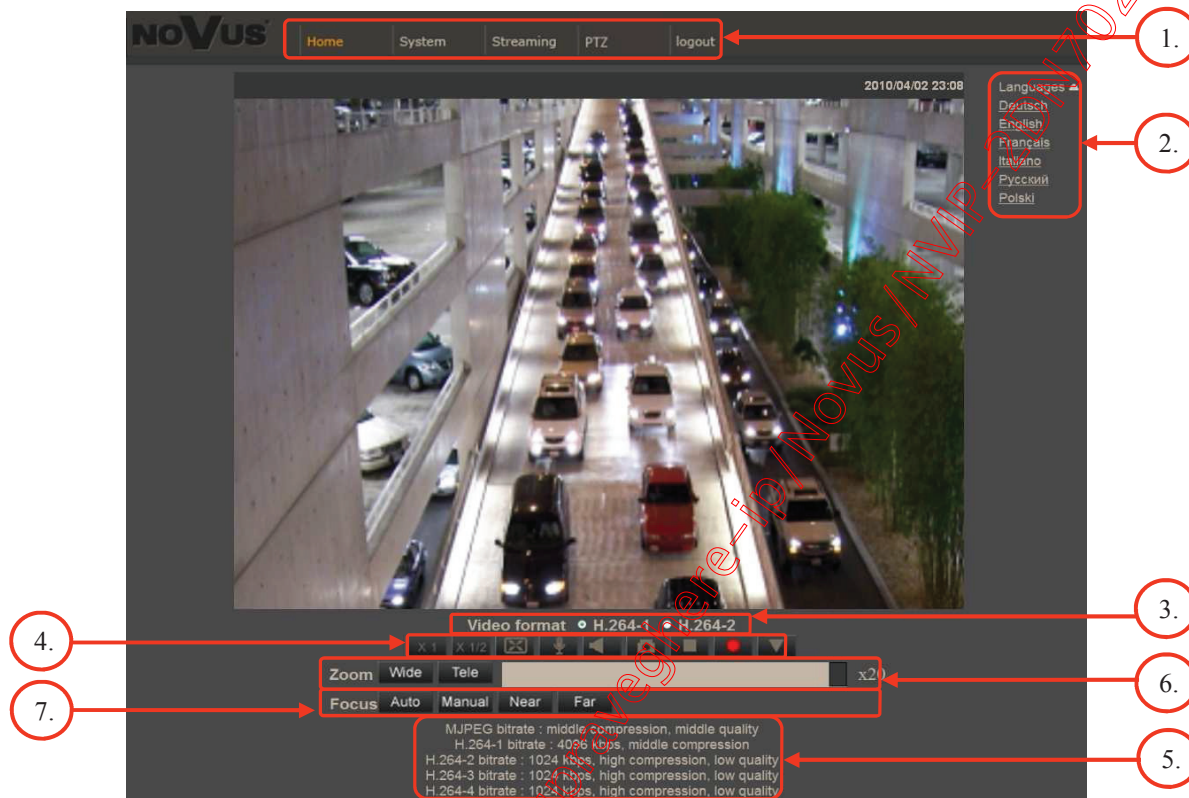 NOVUS
Home System Streaming PTZ logout
1.
2010/04/02 23:08
Languages
Deutsch
English
Français
Italiano
Русский
Polski
2.
Video format H.264-1 H.264-2
3.
4.
X 1 X 1/2
Zoom Wide Tele x20
6.
7.
Focus Auto Manual Near Far
MJPEG bitrate : middle compression, middle quality
H.264-1 bitrate : 4096 kbps, middle compression
H.264-2 bitrate : 1024 kbps, high compression, low quality
5.
H.264-3 bitrate : 1024 kbps, high compression, low quality
H.264-4 bitrate : 1024 kbps, high compression, low quality